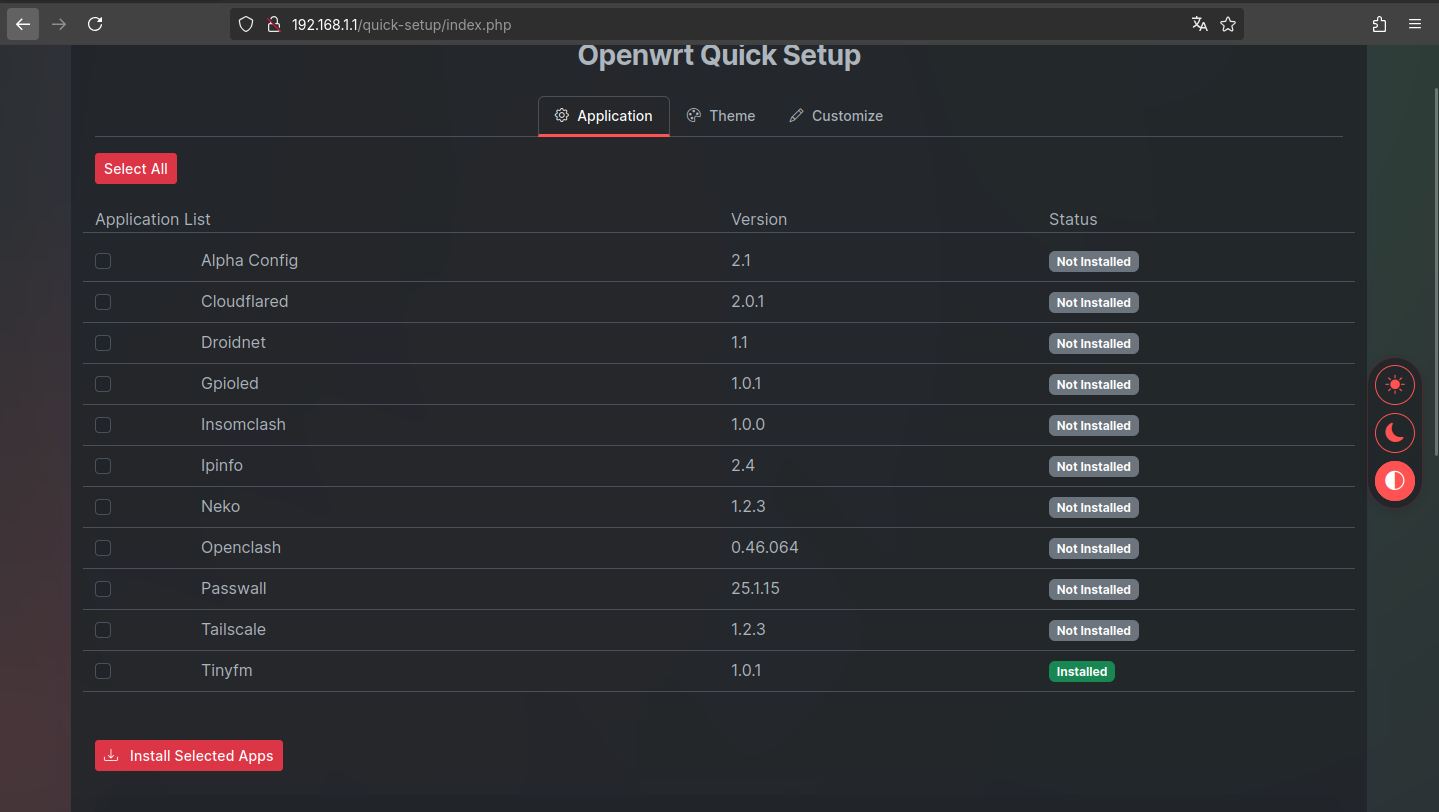 192.168.1.1/quick-setup/index.php
Openwrt Quick Setup
Application Theme Customize
Select All
Application List Version Status
Alpha Config 2.1 Not Installed
Cloudflared 2.0.1 Not Installed
Droidnet 1.1 Not Installed
Gpioled 1.0.1 Not Installed
Insomclash 1.0.0 Not Installed
Ipinfo 2.4 Not Installed
Neko 1.2.3 Not Installed
Openclash 0.46.064 Not Installed
Passwall 25.1.15 Not Installed
Tailscale 1.2.3 Not Installed
Tinyfm 1.0.1 Installed
Install Selected Apps